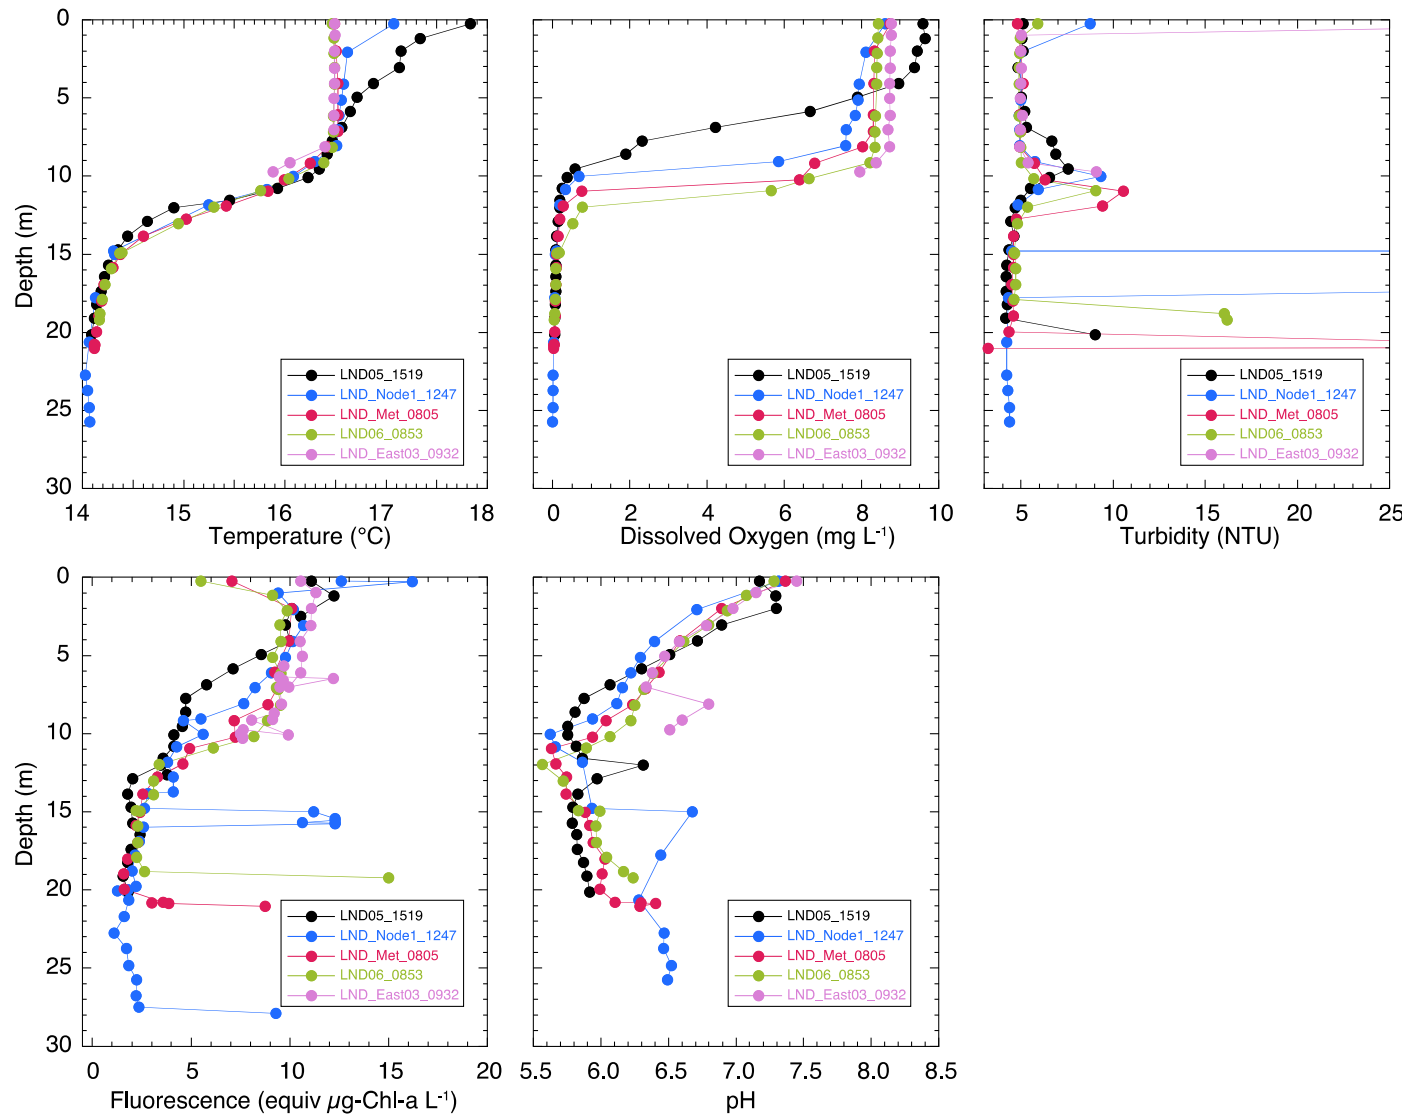 0
5
10
15
20
25
30
Depth (m)
14
15
16
17
18
Temperature (°C)
LND05_1519
LND_Node1_1247
LND_Met_0805
LND06_0853
LND_East03_0932
0
2
4
6
8
10
Dissolved Oxygen (mg L⁻¹)
LND05_1519
LND_Node1_1247
LND_Met_0805
LND06_0853
LND_East03_0932
5
10
15
20
25
Turbidity (NTU)
LND05_1519
LND_Node1_1247
LND_Met_0805
LND06_0853
LND_East03_0932
0
5
10
15
20
25
30
Depth (m)
0
5
10
15
20
Fluorescence (equiv µg-Chl-a L⁻¹)
LND05_1519
LND_Node1_1247
LND_Met_0805
LND06_0853
LND_East03_0932
5.5
6.0
6.5
7.0
7.5
8.0
8.5
pH
LND05_1519
LND_Node1_1247
LND_Met_0805
LND06_0853
LND_East03_0932